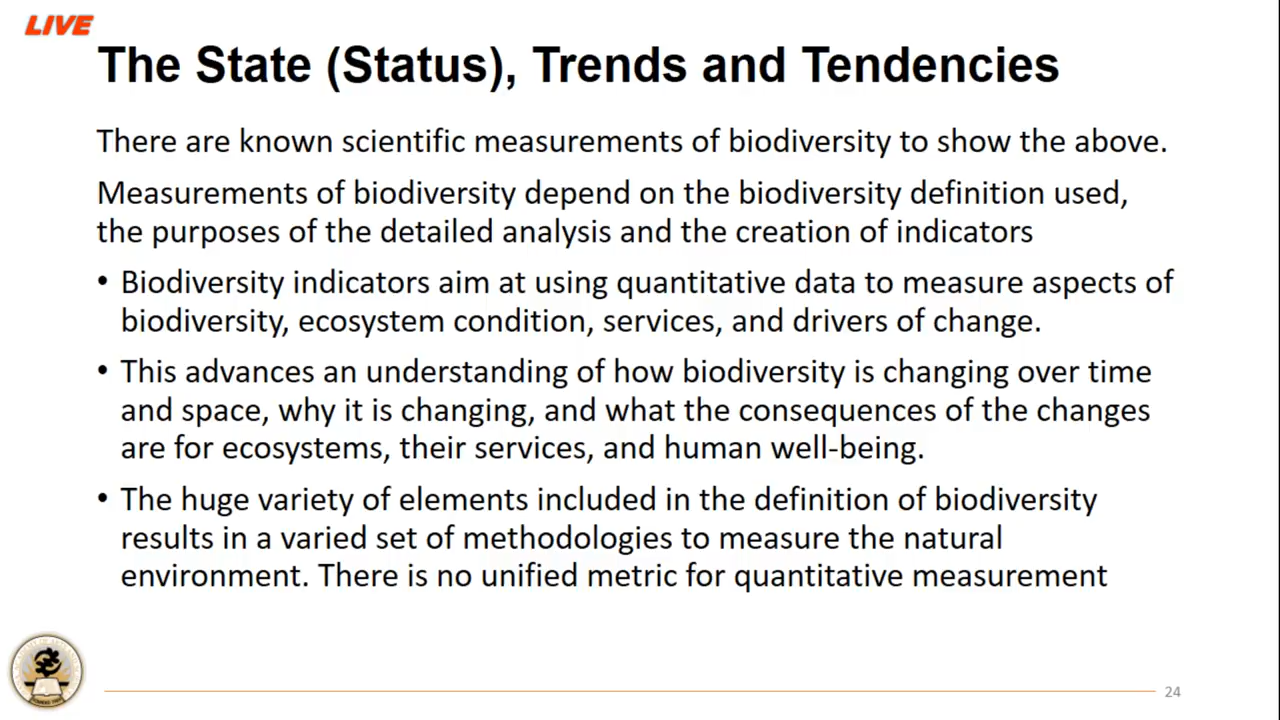 LIVE
The State (Status), Trends and Tendencies
There are known scientific measurements of biodiversity to show the above.
Measurements of biodiversity depend on the biodiversity definition used,
the purposes of the detailed analysis and the creation of indicators
• Biodiversity indicators aim at using quantitative data to measure aspects of
biodiversity, ecosystem condition, services, and drivers of change.
• This advances an understanding of how biodiversity is changing over time
and space, why it is changing, and what the consequences of the changes
are for ecosystems, their services, and human well-being.
• The huge variety of elements included in the definition of biodiversity
results in a varied set of methodologies to measure the natural
environment. There is no unified metric for quantitative measurement
24